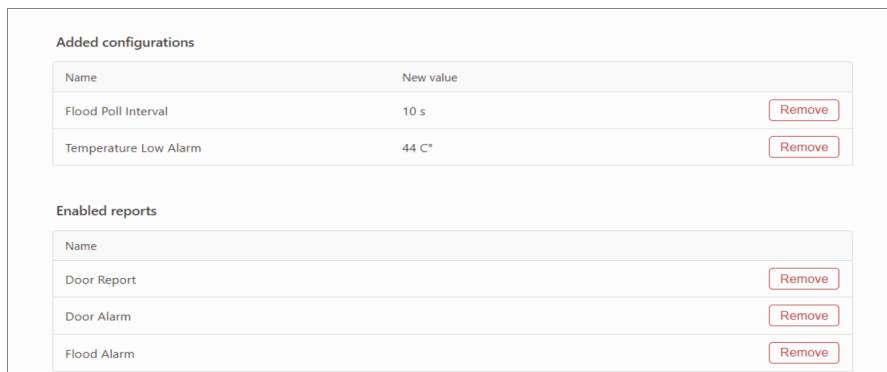 Added configurations
Name New value
Flood Poll Interval 10 s Remove
Temperature Low Alarm 44 C° Remove
Enabled reports
Name
Door Report Remove
Door Alarm Remove
Flood Alarm Remove